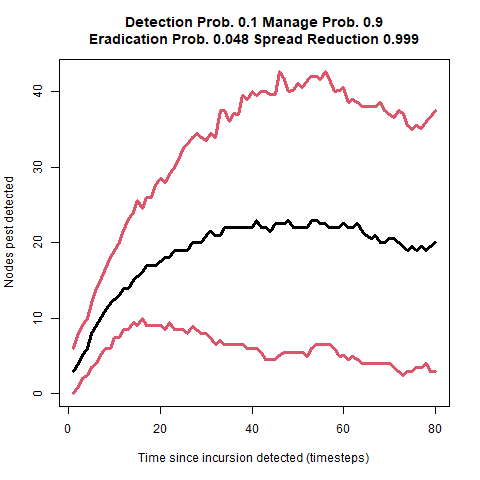 Detection Prob. 0.1 Manage Prob. 0.9
Eradication Prob. 0.048 Spread Reduction 0.999
Nodes pest detected
40
30
20
10
0
0 20 40 60 80
Time since incursion detected (timesteps)